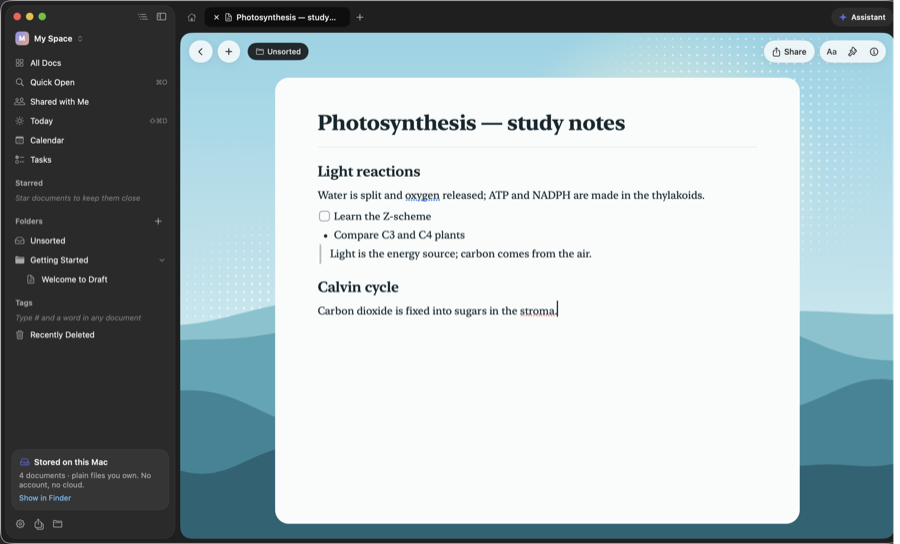 Photosynthesis — study...
Assistant
M My Space
All Docs
Quick Open ⌘O
Shared with Me
Today ⇧⌘D
Calendar
Tasks
Starred
Star documents to keep them close
Folders
Unsorted
Getting Started
Welcome to Draft
Tags
Type # and a word in any document
Recently Deleted
Stored on this Mac
4 documents · plain files you own. No
account, no cloud.
Show in Finder
Unsorted
Share
Aa
Photosynthesis — study notes
Light reactions
Water is split and oxygen released; ATP and NADPH are made in the thylakoids.
Learn the Z-scheme
• Compare C3 and C4 plants
Light is the energy source; carbon comes from the air.
Calvin cycle
Carbon dioxide is fixed into sugars in the stroma.